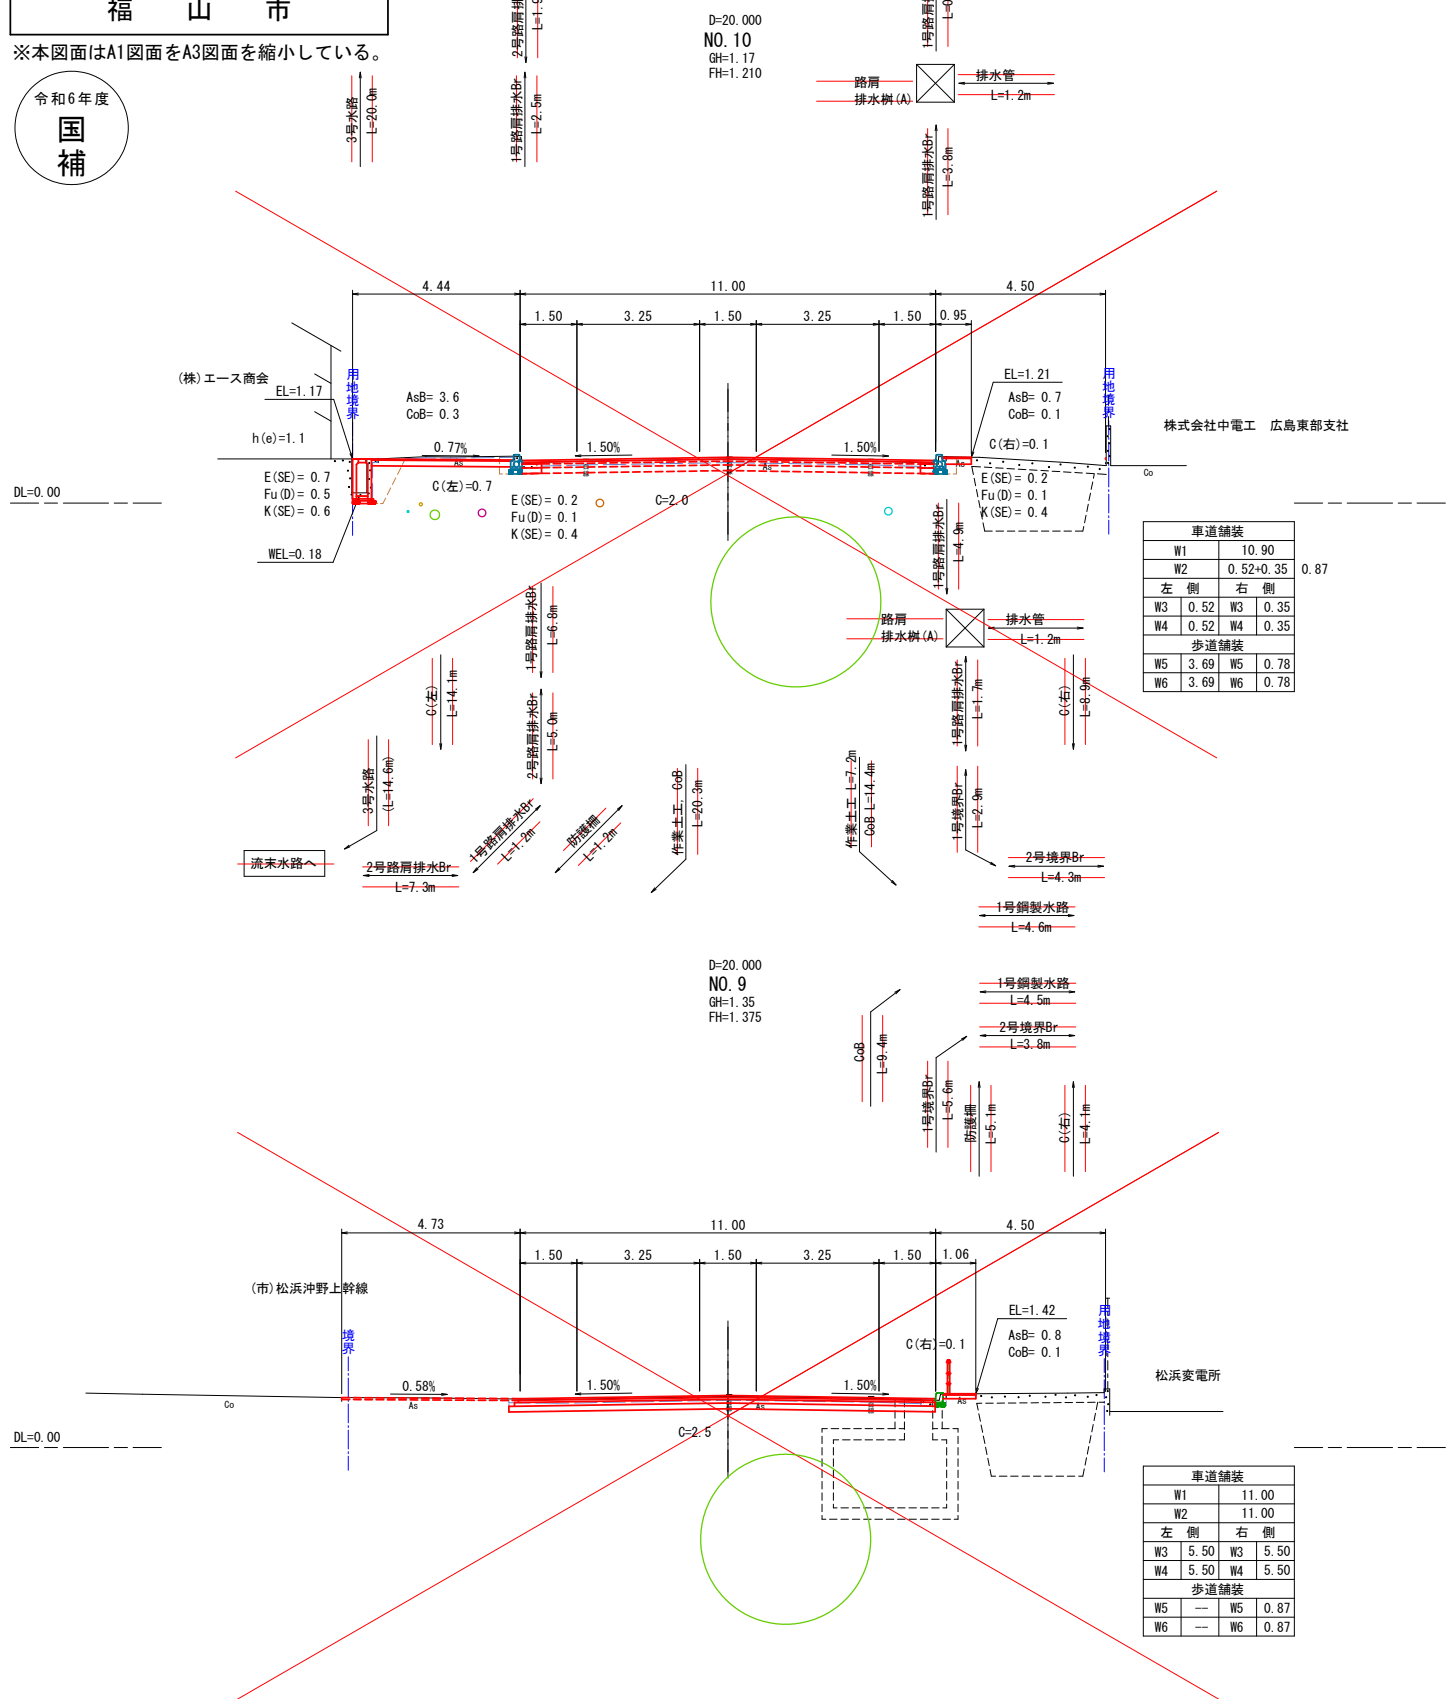 福山市
※本図面はA1図面をA3図面を縮小している。
令和6年度
国
補
3号水路
L=20.0m
1号路肩排水Br
L=2.5m
D=20.000
NO.10
GH=1.17
FH=1.210
路肩
排水桝(A)
排水管
L=1.2m
1号路肩排水Br
L=3.8m
4.44
11.00
4.50
1.50
3.25
1.50
3.25
1.50
0.95
(株)エース商会
EL=1.17
用地境界
AsB= 3.6
CoB= 0.3
h(e)=1.1
0.77%
As
1.50%
As
1.50%
As
EL=1.21
AsB= 0.7
CoB= 0.1
C(右)=0.1
用地境界
株式会社中電工 広島東部支社
Co
DL=0.00
E(SE)= 0.7
Fu(D)= 0.5
K(SE)= 0.6
C(左)=0.7
E(SE)= 0.2
Fu(D)= 0.1
K(SE)= 0.4
C=2.0
E(SE)= 0.2
Fu(D)= 0.1
K(SE)= 0.4
WEL=0.18
1号路肩排水Br
L=4.9m
車道舗装
W1 10.90
W2 0.52+0.35 0.87
左側 右側
W3 0.52 W3 0.35
W4 0.52 W4 0.35
歩道舗装
W5 3.69 W5 0.78
W6 3.69 W6 0.78
1号路肩排水Br
L=6.8m
路肩
排水桝(A)
排水管
L=1.2m
C(左)
L=14.1m
2号路肩排水Br
L=5.0m
1号路肩排水Br
L=1.7m
C(右)
L=8.9m
3号水路
(L=14.6m)
1号路肩排水Br
L=1.2m
防護柵
L=1.2m
作業土工, CoB
L=20.3m
作業土工 L=7.2m
CoB L=14.4m
1号境界Br
L=2.9m
流末水路へ
2号路肩排水Br
L=7.3m
2号境界Br
L=4.3m
1号鋼製水路
L=4.6m
D=20.000
NO.9
GH=1.35
FH=1.375
1号鋼製水路
L=4.5m
2号境界Br
L=3.8m
CoB
L=9.4m
1号境界Br
L=5.6m
防護柵
L=5.1m
C(右)
L=4.1m
4.73
11.00
4.50
1.50
3.25
1.50
3.25
1.50
1.06
(市)松浜沖野上幹線
境界
EL=1.42
AsB= 0.8
CoB= 0.1
C(右)=0.1
用地境界
松浜変電所
0.58%
1.50%
1.50%
Co
As
As
As
C=2.5
DL=0.00
車道舗装
W1 11.00
W2 11.00
左側 右側
W3 5.50 W3 5.50
W4 5.50 W4 5.50
歩道舗装
W5 -- W5 0.87
W6 -- W6 0.87